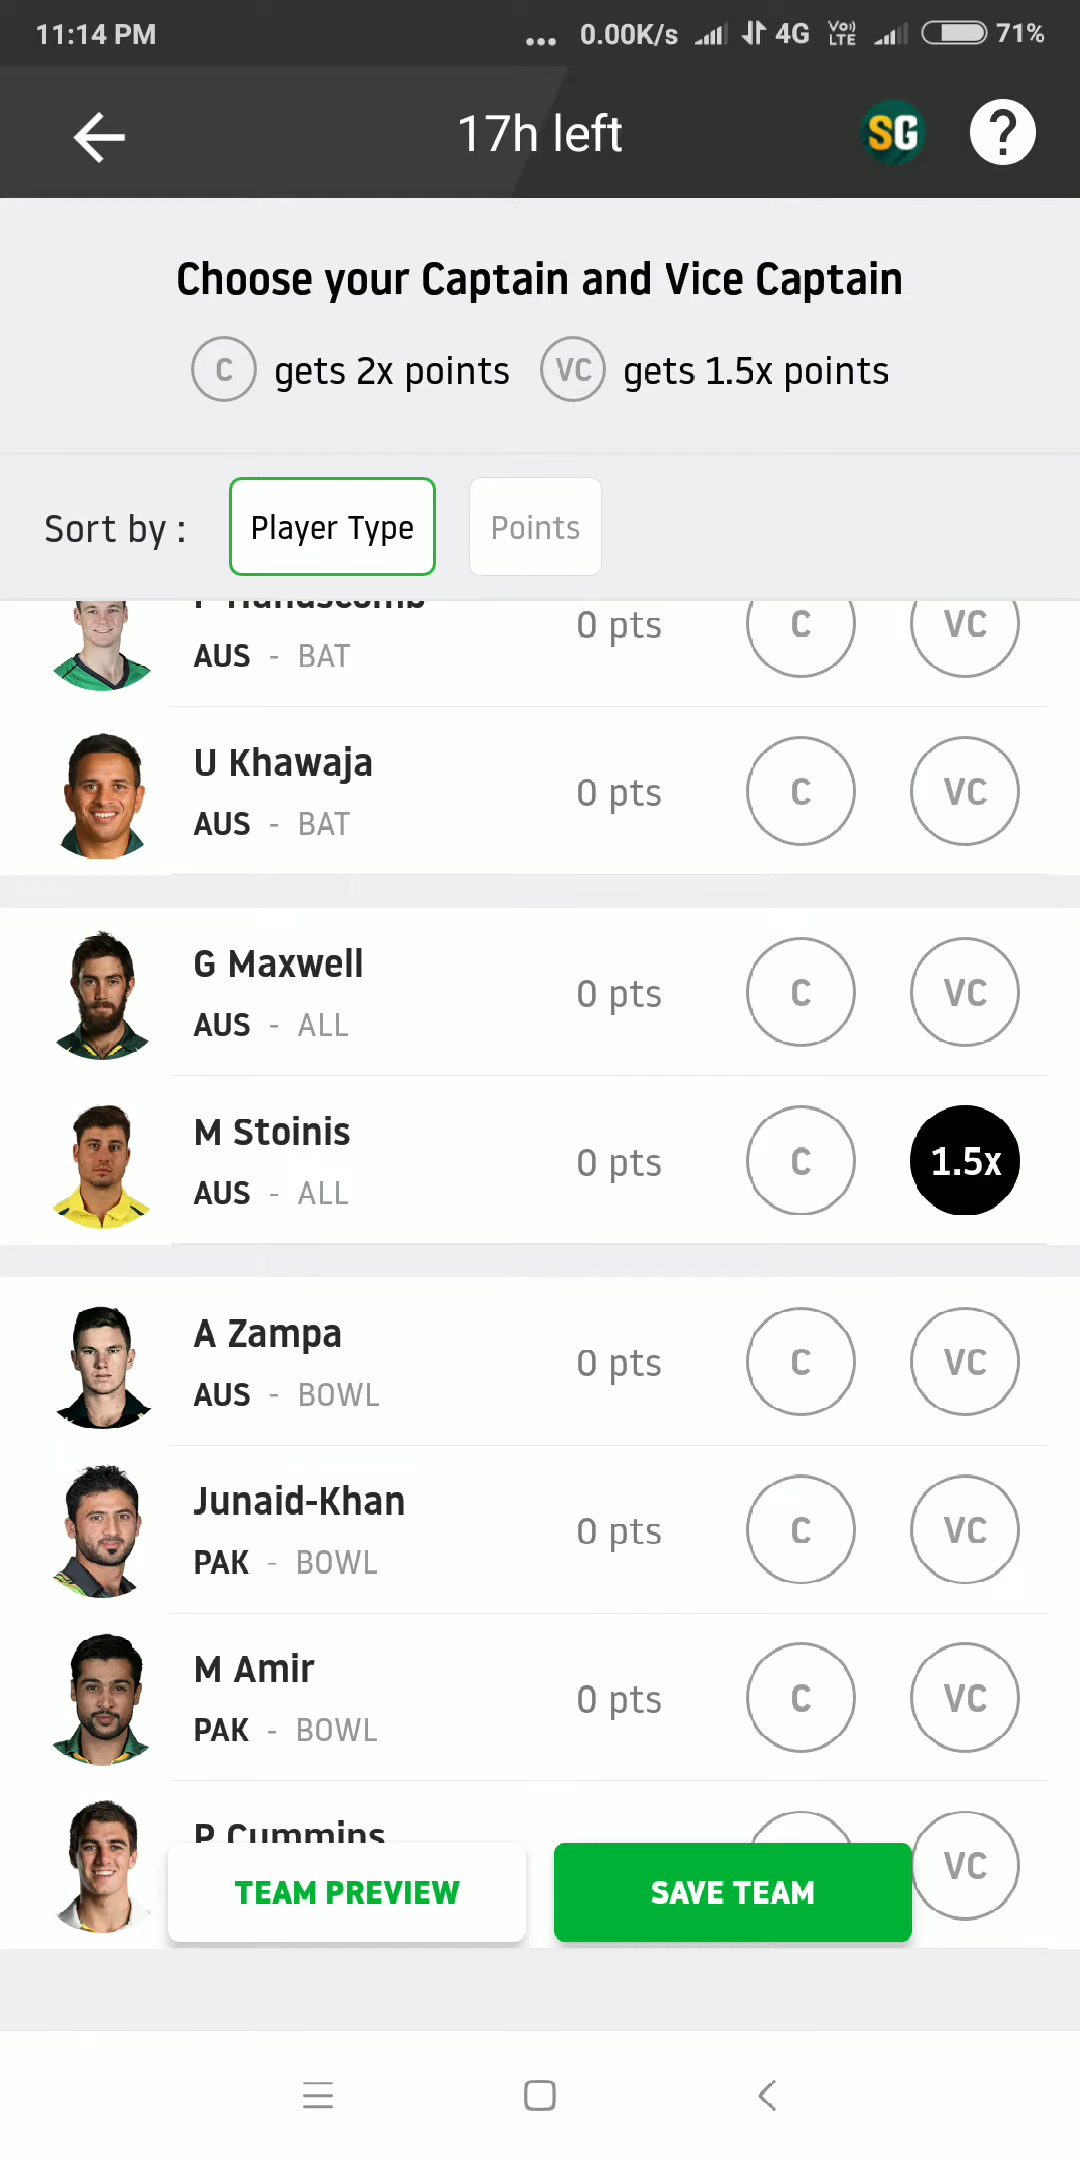 11:14 PM ... 0.00K/s 4G VoLTE 71%
17h left SG ?
Choose your Captain and Vice Captain
C gets 2x points VC gets 1.5x points
Sort by : Player Type Points
P Handscomb 0 pts C VC
AUS - BAT
U Khawaja 0 pts C VC
AUS - BAT
G Maxwell 0 pts C VC
AUS - ALL
M Stoinis 0 pts C 1.5x
AUS - ALL
A Zampa 0 pts C VC
AUS - BOWL
Junaid-Khan 0 pts C VC
PAK - BOWL
M Amir 0 pts C VC
PAK - BOWL
P Cummins VC
TEAM PREVIEW SAVE TEAM